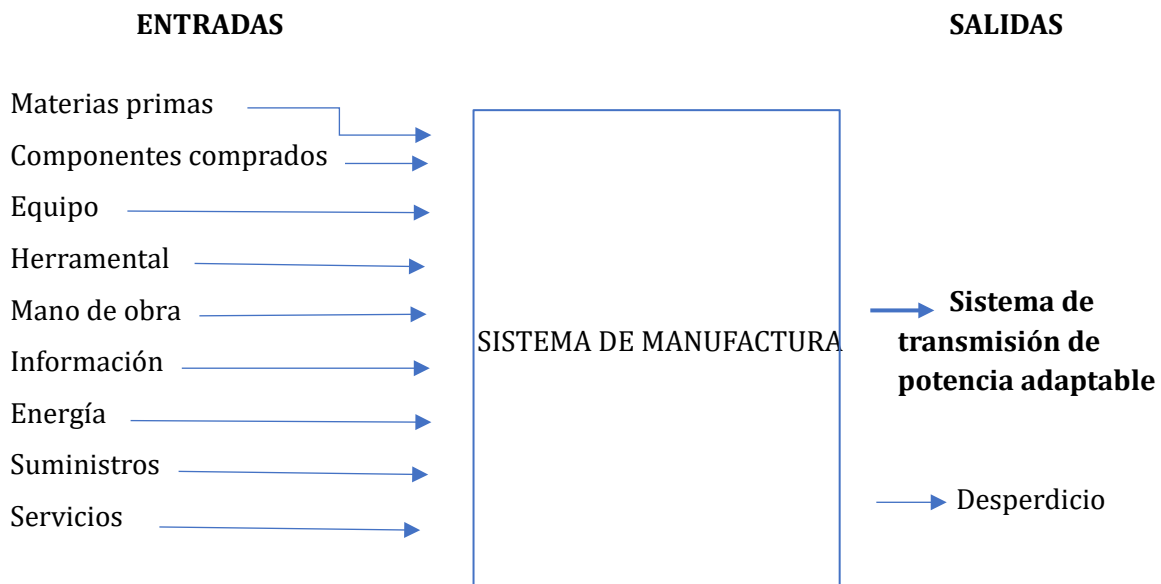 ENTRADAS
SALIDAS
Materias primas
Componentes comprados
Equipo
Herramental
Mano de obra
Información
Energía
Suministros
Servicios
SISTEMA DE MANUFACTURA
Sistema de
transmisión de
potencia adaptable
Desperdicio